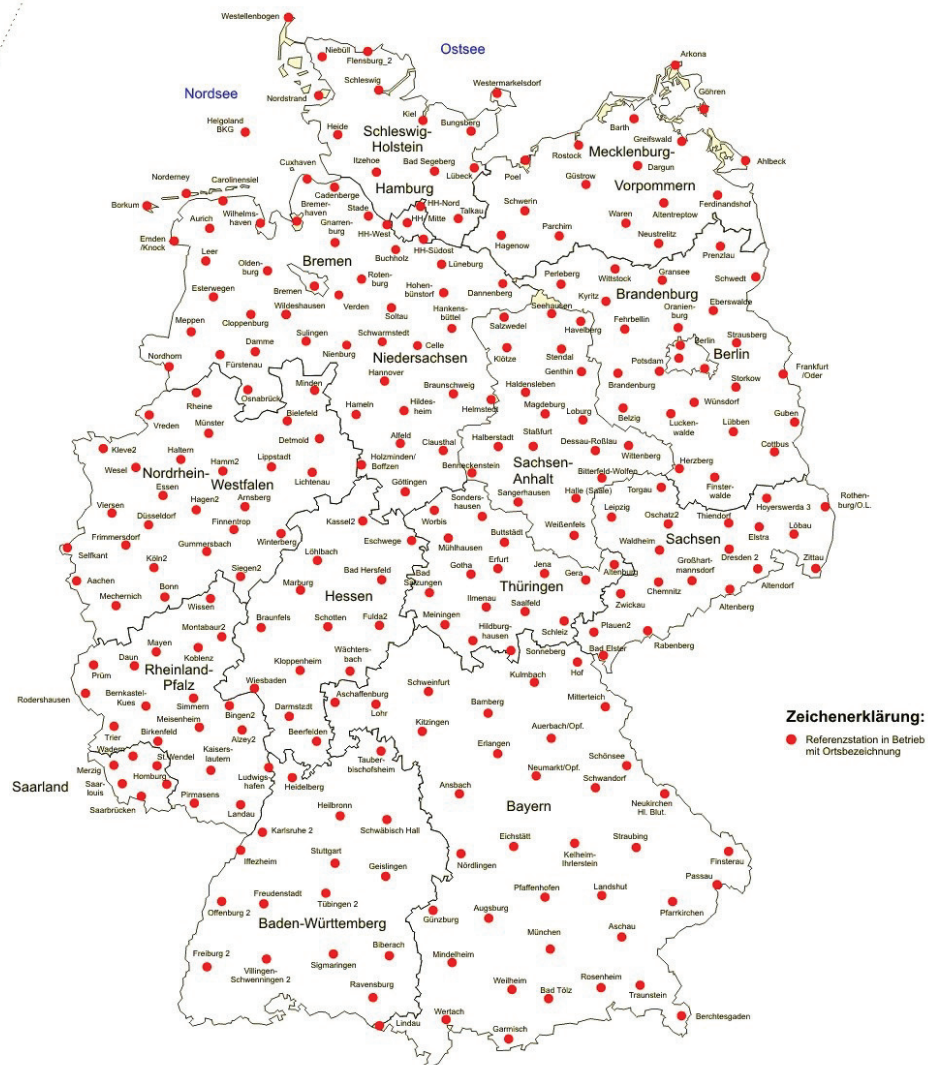 Westellenbogen
Ostsee
Niebüll
Flensburg_2
Arkona
Schleswig
Westermarkelsdorf
Göhren
Nordsee
Nordstrand
Helgoland
BKG
Heide
Kiel
Bungsberg
Barth
Greifswald
Schleswig-
Holstein
Rostock
Mecklenburg-
Ahlbeck
Cuxhaven
Itzehoe
Bad Segeberg
Lübeck
Poel
Dargun
Norderney
Carolinensiel
Hamburg
Güstrow
Vorpommern
Cadenberge
Borkum
Wilhelms-
haven
Bremer-
haven
Stade
HH-Nord
HH- Mitte
Talkau
Schwerin
Altentreptow
Ferdinandshof
Aurich
Gnarren-
burg
HH-West
Waren
Emden
/Knock
HH-Südost
Hagenow
Parchim
Neustrelitz
Leer
Bremen
Buchholz
Lüneburg
Prenzlau
Olden-
burg
Roten-
burg
Perleberg
Wittstock
Gransee
Schwedt
Esterwegen
Bremen
Hohen-
bünstorf
Dannenberg
Brandenburg
Wildeshausen
Verden
Seehausen
Kyritz
Oranien-
burg
Eberswalde
Cloppenburg
Soltau
Hankens-
büttel
Salzwedel
Havelberg
Fehrbellin
Meppen
Sulingen
Schwarmstedt
Strausberg
Damme
Nienburg
Celle
Klötze
Stendal
Berlin
Berlin
Nordhorn
Fürstenau
Niedersachsen
Potsdam
Frankfurt
/Oder
Hannover
Genthin
Minden
Osnabrück
Braunschweig
Haldensleben
Brandenburg
Storkow
Rheine
Helmstedt
Magdeburg
Wünsdorf
Vreden
Bielefeld
Hameln
Hildes-
heim
Loburg
Belzig
Lucken-
walde
Lübben
Guben
Münster
Staßfurt
Kleve2
Detmold
Alfeld
Clausthal
Halberstadt
Dessau-Roßlau
Cottbus
Haltern
Hamm2
Lippstadt
Holzminden/
Boffzen
Wittenberg
Wesel
Nordrhein-
Westfalen
Benneckenstein
Sachsen-
Anhalt
Herzberg
Essen
Lichtenau
Bitterfeld-Wolfen
Finster-
walde
Arnsberg
Göttingen
Sonders-
hausen
Sangerhausen
Halle (Saale)
Torgau
Hoyerswerda 3
Rothen-
burg/O.L.
Viersen
Hagen2
Düsseldorf
Worbis
Leipzig
Oschatz2
Thiendorf
Kassel2
Weißenfels
Elstra
Löbau
Finnentrop
Buttstädt
Frimmersdorf
Winterberg
Eschwege
Mühlhausen
Sachsen
Gummersbach
Löhlbach
Waldheim
Selfkant
Köln2
Erfurt
Dresden 2
Zittau
Siegen2
Bad Hersfeld
Bad
Salzungen
Gotha
Jena
Altenburg
Großhart-
mannsdorf
Aachen
Bonn
Marburg
Gera
Mechernich
Thüringen
Chemnitz
Altendorf
Wissen
Hessen
Ilmenau
Saalfeld
Zwickau
Altenberg
Braunfels
Schotten
Fulda2
Meiningen
Montabaur2
Hildburg-
hausen
Schleiz
Plauen2
Mayen
Koblenz
Sonneberg
Bad Elster
Rabenberg
Daun
Rheinland-
Pfalz
Kloppenheim
Wächters-
bach
Hof
Prüm
Kulmbach
Wiesbaden
Schweinfurt
Rodershausen
Bernkastel-
Kues
Simmern
Aschaffenburg
Mitterteich
Bingen2
Lohr
Bamberg
Meisenheim
Darmstzdt
Zeichenerklärung:
Kitzingen
Auerbach/Opf.
Trier
Alzey2
Beerfelden
Referenzstation in Betrieb
mit Ortsbezeichnung
Birkenfeld
Wadern
Kaisers-
lautern
Erlangen
St. Wendel
Tauber-
bischofsheim
Schönsee
Merzig
Homburg
Ludwigs-
hafen
Neumarkt/Opf.
Schwandorf
Saarland
Saar-
louis
Heidelberg
Ansbach
Pirmasens
Saarbrücken
Landau
Heilbronn
Bayern
Neukirchen
Hl. Blut.
Karlsruhe 2
Schwäbisch Hall
Eichstätt
Straubing
Iffezheim
Stuttgart
Nördlingen
Kelheim-
Ihrlerstein
Finsterau
Geislingen
Passau
Freudenstadt
Pfaffenhofen
Landshut
Tübingen 2
Offenburg 2
Günzburg
Augsburg
Pfarrkirchen
Baden-Württemberg
Aschau
München
Freiburg 2
Biberach
Mindelheim
Villingen-
Schwenningen 2
Sigmaringen
Weilheim
Rosenheim
Bad Tölz
Traunstein
Ravensburg
Wertach
Berchtesgaden
Lindau
Garmisch